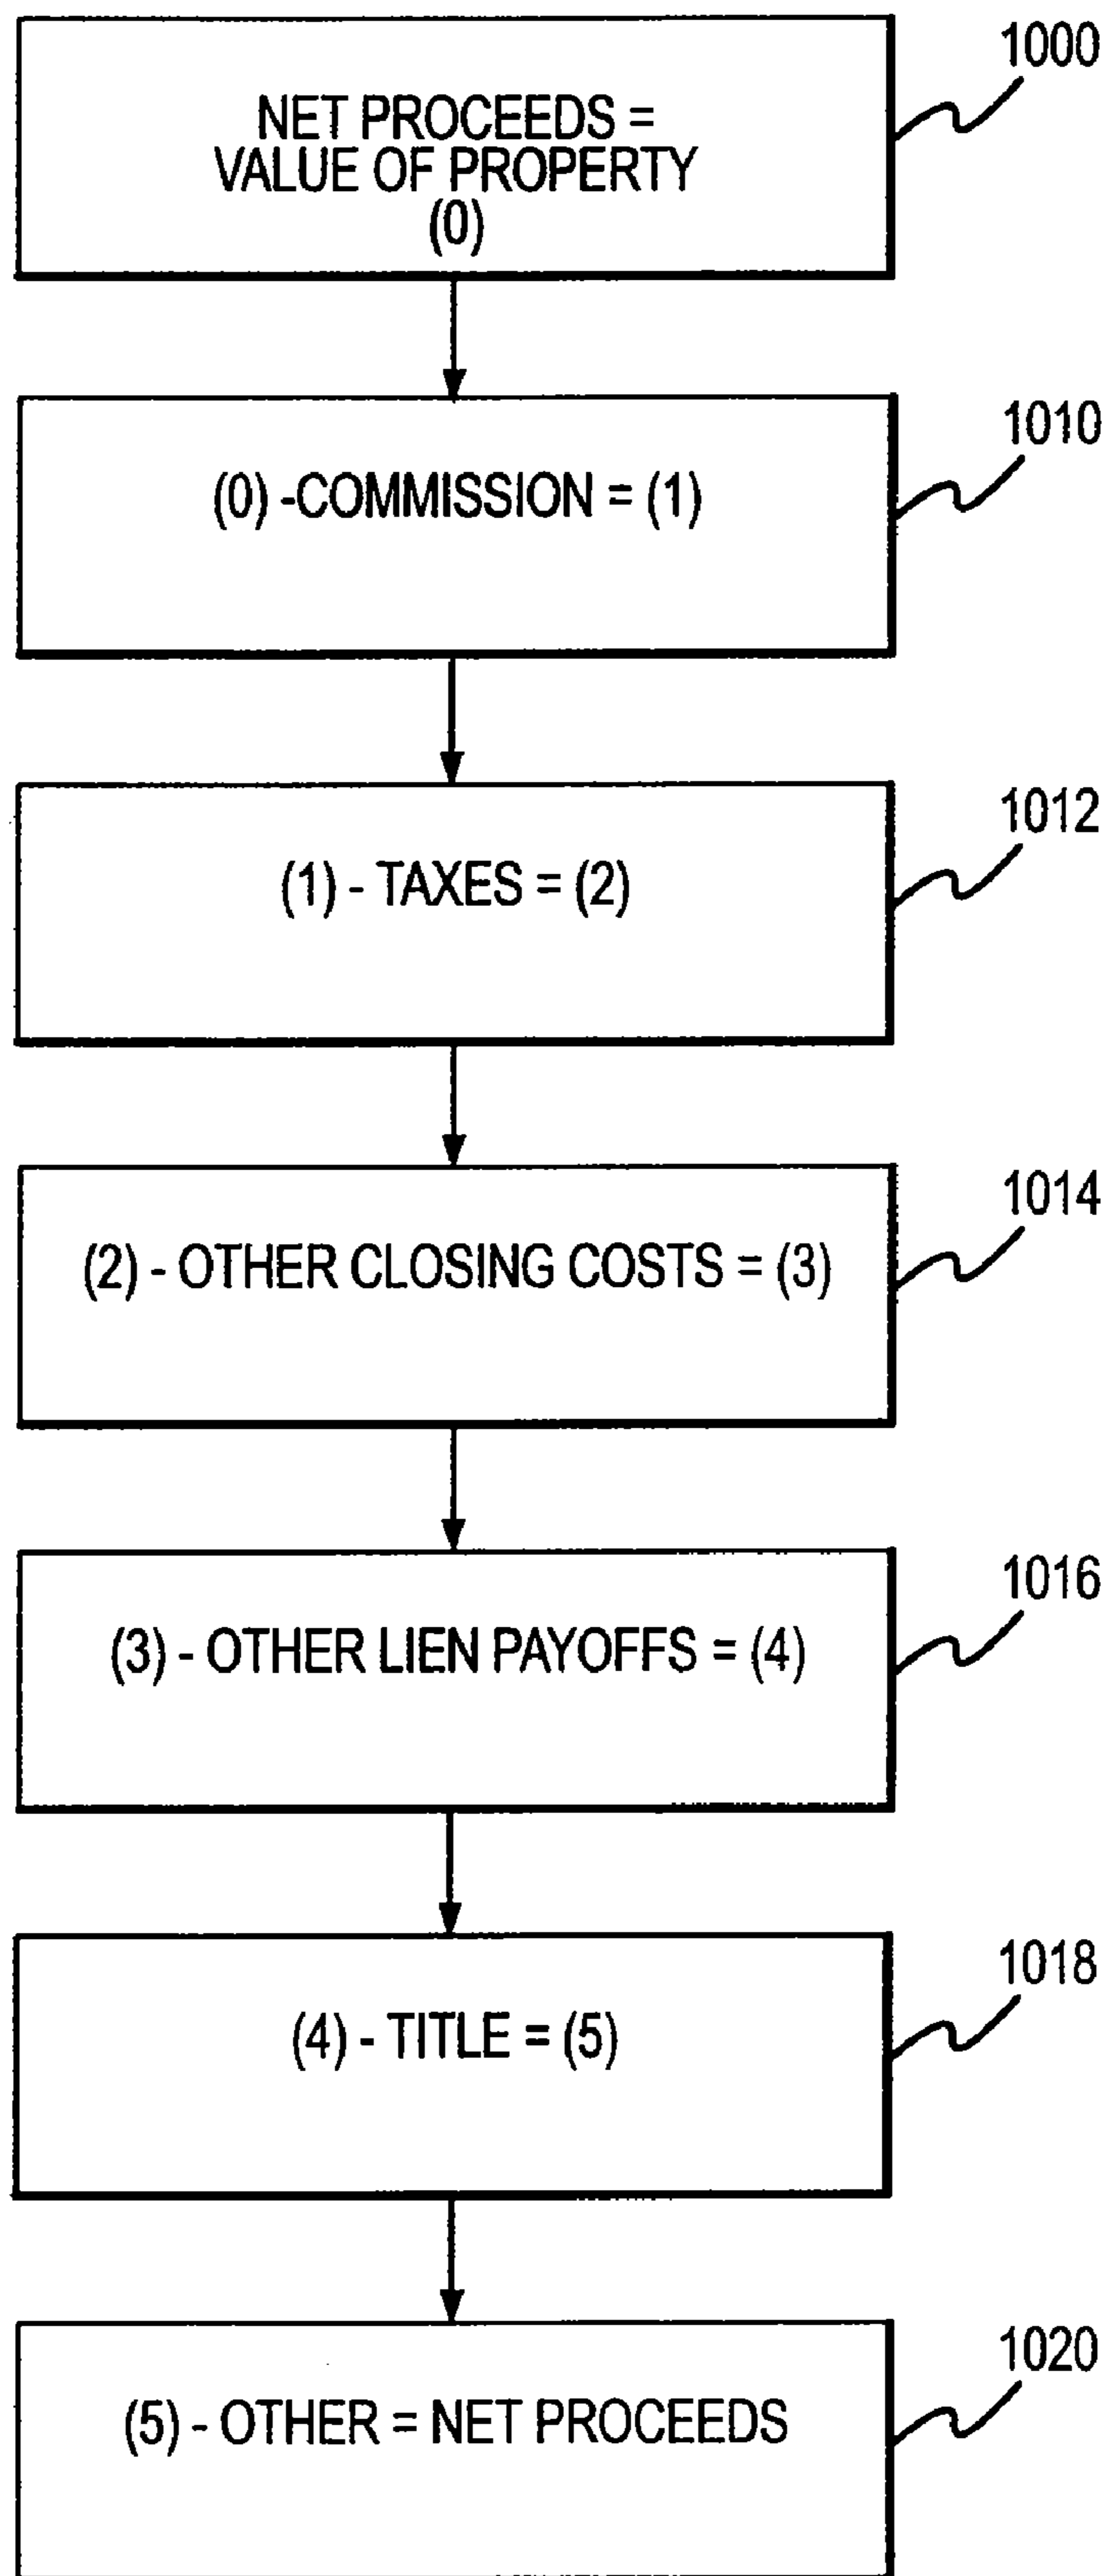 1000
NET PROCEEDS =
VALUE OF PROPERTY
(0)
1010
(0) -COMMISSION = (1)
1012
(1) - TAXES = (2)
1014
(2) - OTHER CLOSING COSTS = (3)
1016
(3) - OTHER LIEN PAYOFFS = (4)
1018
(4) - TITLE = (5)
1020
(5) - OTHER = NET PROCEEDS